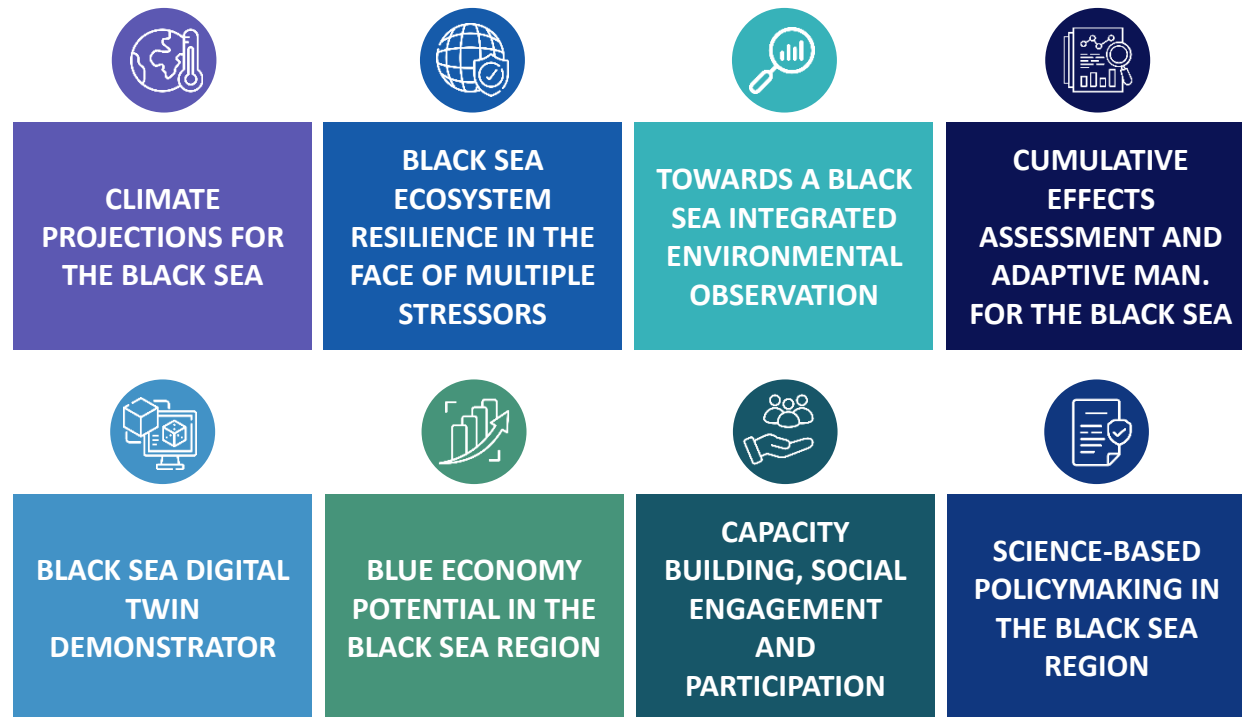 CLIMATE
PROJECTIONS FOR
THE BLACK SEA
BLACK SEA
ECOSYSTEM
RESILIENCE IN THE
FACE OF MULTIPLE
STRESSORS
TOWARDS A BLACK
SEA INTEGRATED
ENVIRONMENTAL
OBSERVATION
CUMULATIVE
EFFECTS
ASSESSMENT AND
ADAPTIVE MAN.
FOR THE BLACK SEA
BLACK SEA DIGITAL
TWIN
DEMONSTRATOR
BLUE ECONOMY
POTENTIAL IN THE
BLACK SEA REGION
CAPACITY
BUILDING, SOCIAL
ENGAGEMENT
AND
PARTICIPATION
SCIENCE-BASED
POLICYMAKING IN
THE BLACK SEA
REGION